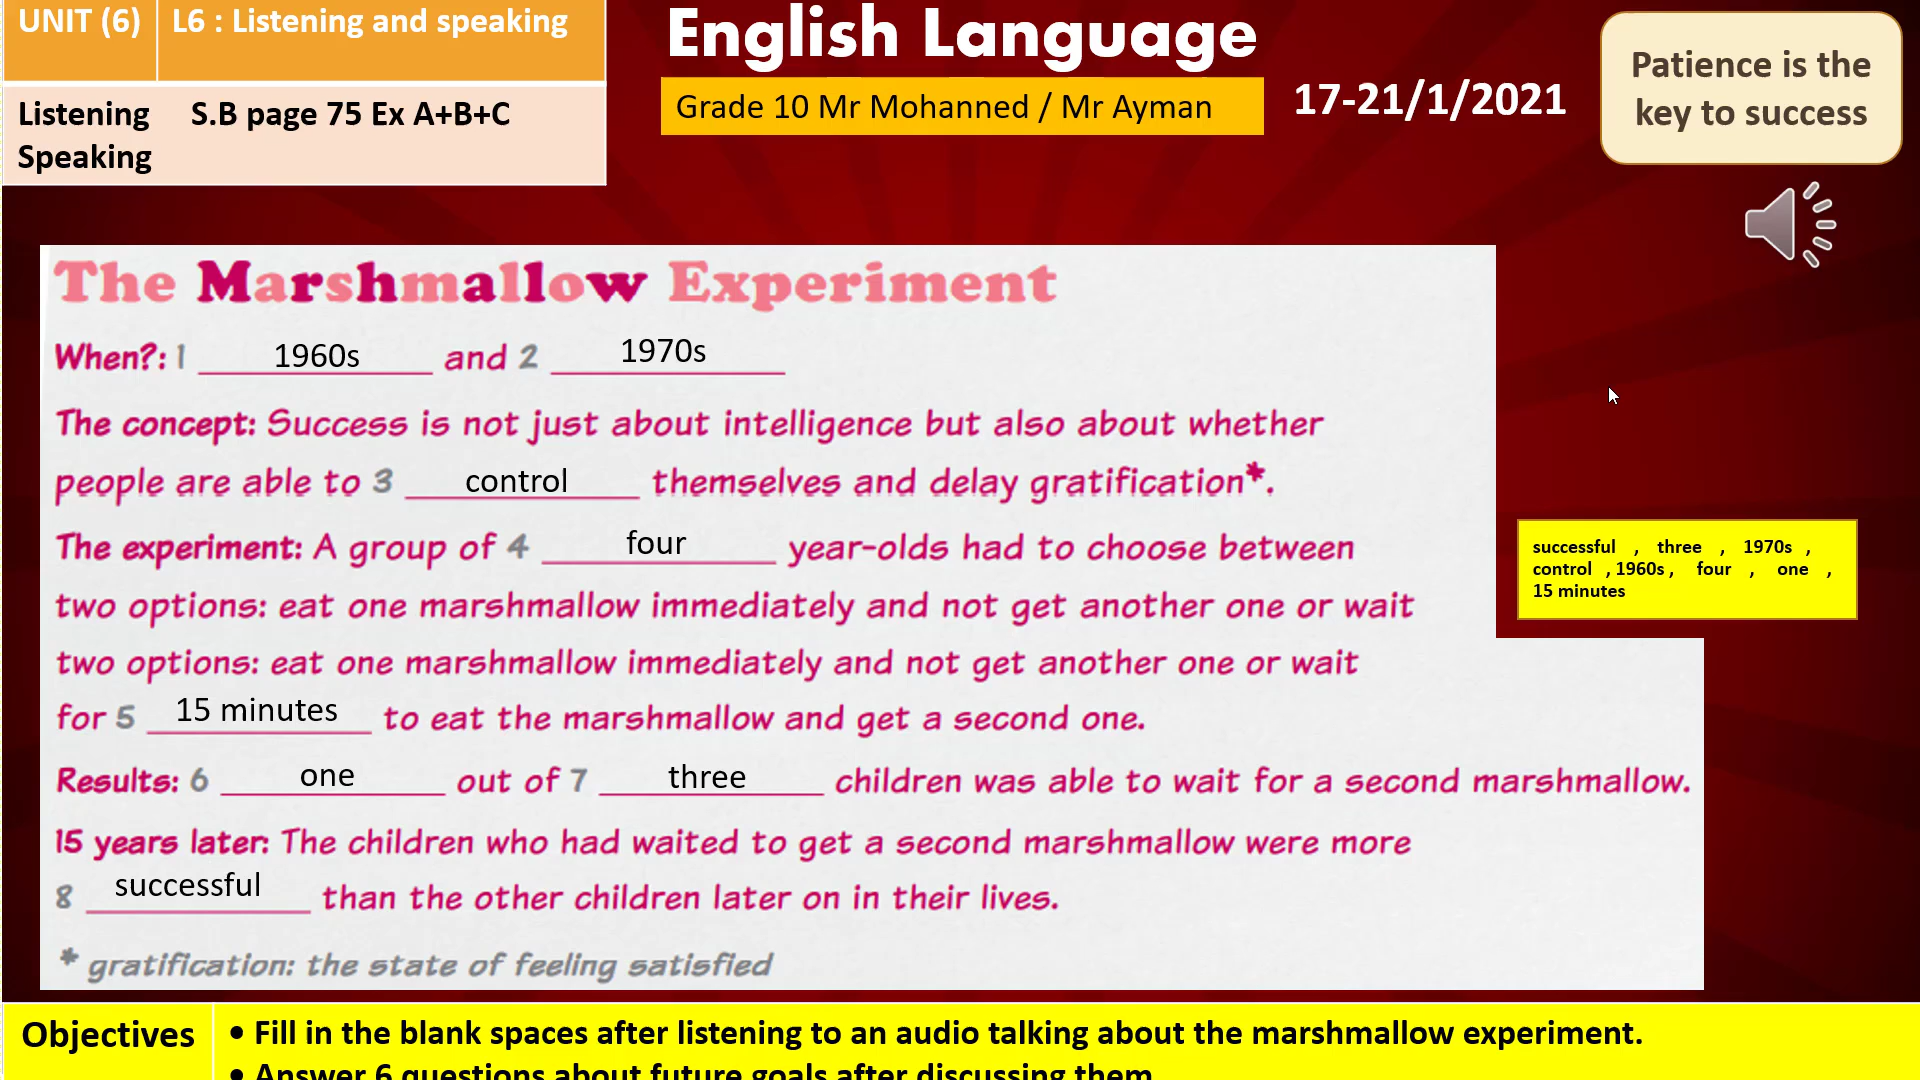 UNIT (6) L6 : Listening and speaking
Listening S.B page 75 Ex A+B+C
Speaking
English Language
Grade 10 Mr Mohanned / Mr Ayman
17-21/1/2021
Patience is the
key to success
The Marshmallow Experiment
When?: 1 1960s and 2 1970s
The concept: Success is not just about intelligence but also about whether
people are able to 3 control themselves and delay gratification*.
The experiment: A group of 4 four year-olds had to choose between
two options: eat one marshmallow immediately and not get another one or wait
two options: eat one marshmallow immediately and not get another one or wait
for 5 15 minutes to eat the marshmallow and get a second one.
Results: 6 one out of 7 three children was able to wait for a second marshmallow.
15 years later: The children who had waited to get a second marshmallow were more
8 successful than the other children later on in their lives.
* gratification: the state of feeling satisfied
successful , three , 1970s ,
control , 1960s , four , one ,
15 minutes
Objectives • Fill in the blank spaces after listening to an audio talking about the marshmallow experiment.
• Answer 6 questions about future goals after discussing them